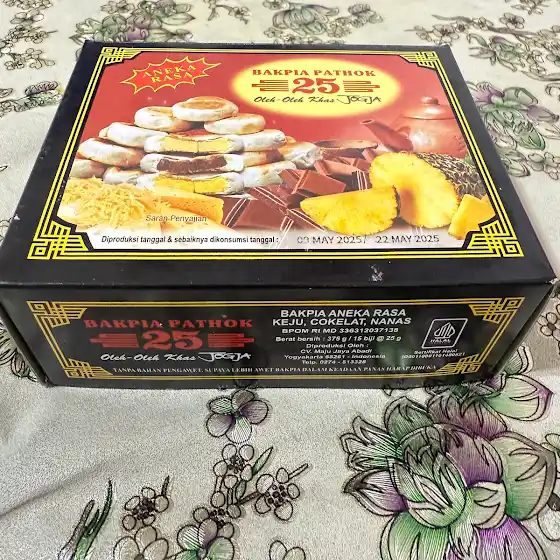 ANEKA
RASA
BAKPIA PATHOK
25
Oleh-Oleh Khas JOGJA
Saran Penyajian
Diproduksi tanggal & sebaiknya dikonsumsi tanggal : 03 MAY 2025/ 22 MAY 2025
BAKPIA PATHOK
25
Oleh-Oleh Khas JOGJA
BAKPIA ANEKA RASA
KEJU, COKELAT, NANAS
BPOM RI MD 336312037135
Berat bersih : 375 g / 15 biji @ 25 g
Diproduksi Oleh :
CV. Maju Jaya Abadi
Yogyakarta 55261 - Indonesia
Telp. 0274 - 513326
HALAL
INDONESIA
Sertifikat Halal
TANPA BAHAN PENGAWET SUPAYA LEBIH AWET BAKPIA DALAM KEADAAN PANAS HARAP DIBUKA